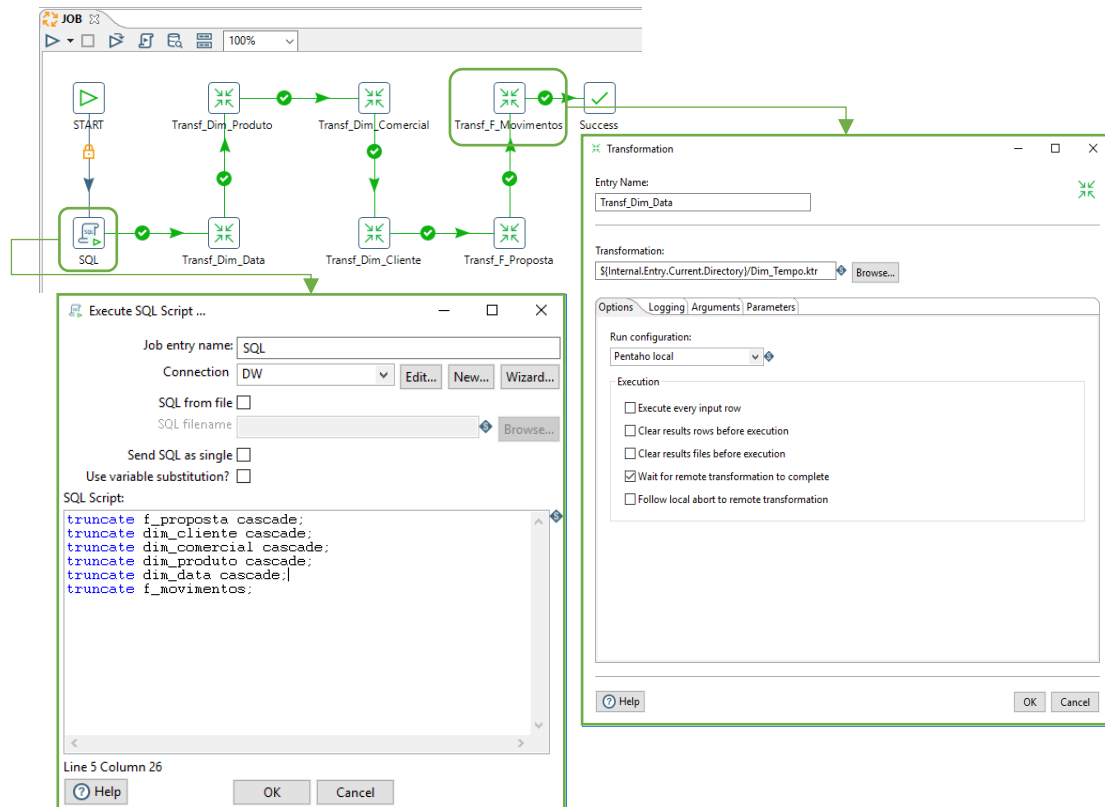 JOB
100%
START
Transf_Dim_Produto
Transf_Dim_Comercial
Transf_F_Movimentos
Success
SQL
SQL
Transf_Dim_Data
Transf_Dim_Cliente
Transf_F_Proposta
Execute SQL Script ...
Job entry name: SQL
Connection DW Edit... New... Wizard...
SQL from file
SQL filename Browse...
Send SQL as single
Use variable substitution?
SQL Script:
truncate f_proposta cascade;
truncate dim_cliente cascade;
truncate dim_comercial cascade;
truncate dim_produto cascade;
truncate dim_data cascade;
truncate f_movimentos;
Line 5 Column 26
Help OK Cancel
Transformation
Entry Name:
Transf_Dim_Data
Transformation:
${Internal.Entry.Current.Directory}/Dim_Tempo.ktr Browse...
Options Logging Arguments Parameters
Run configuration:
Pentaho local
Execution
Execute every input row
Clear results rows before execution
Clear results files before execution
Wait for remote transformation to complete
Follow local abort to remote transformation
Help OK Cancel